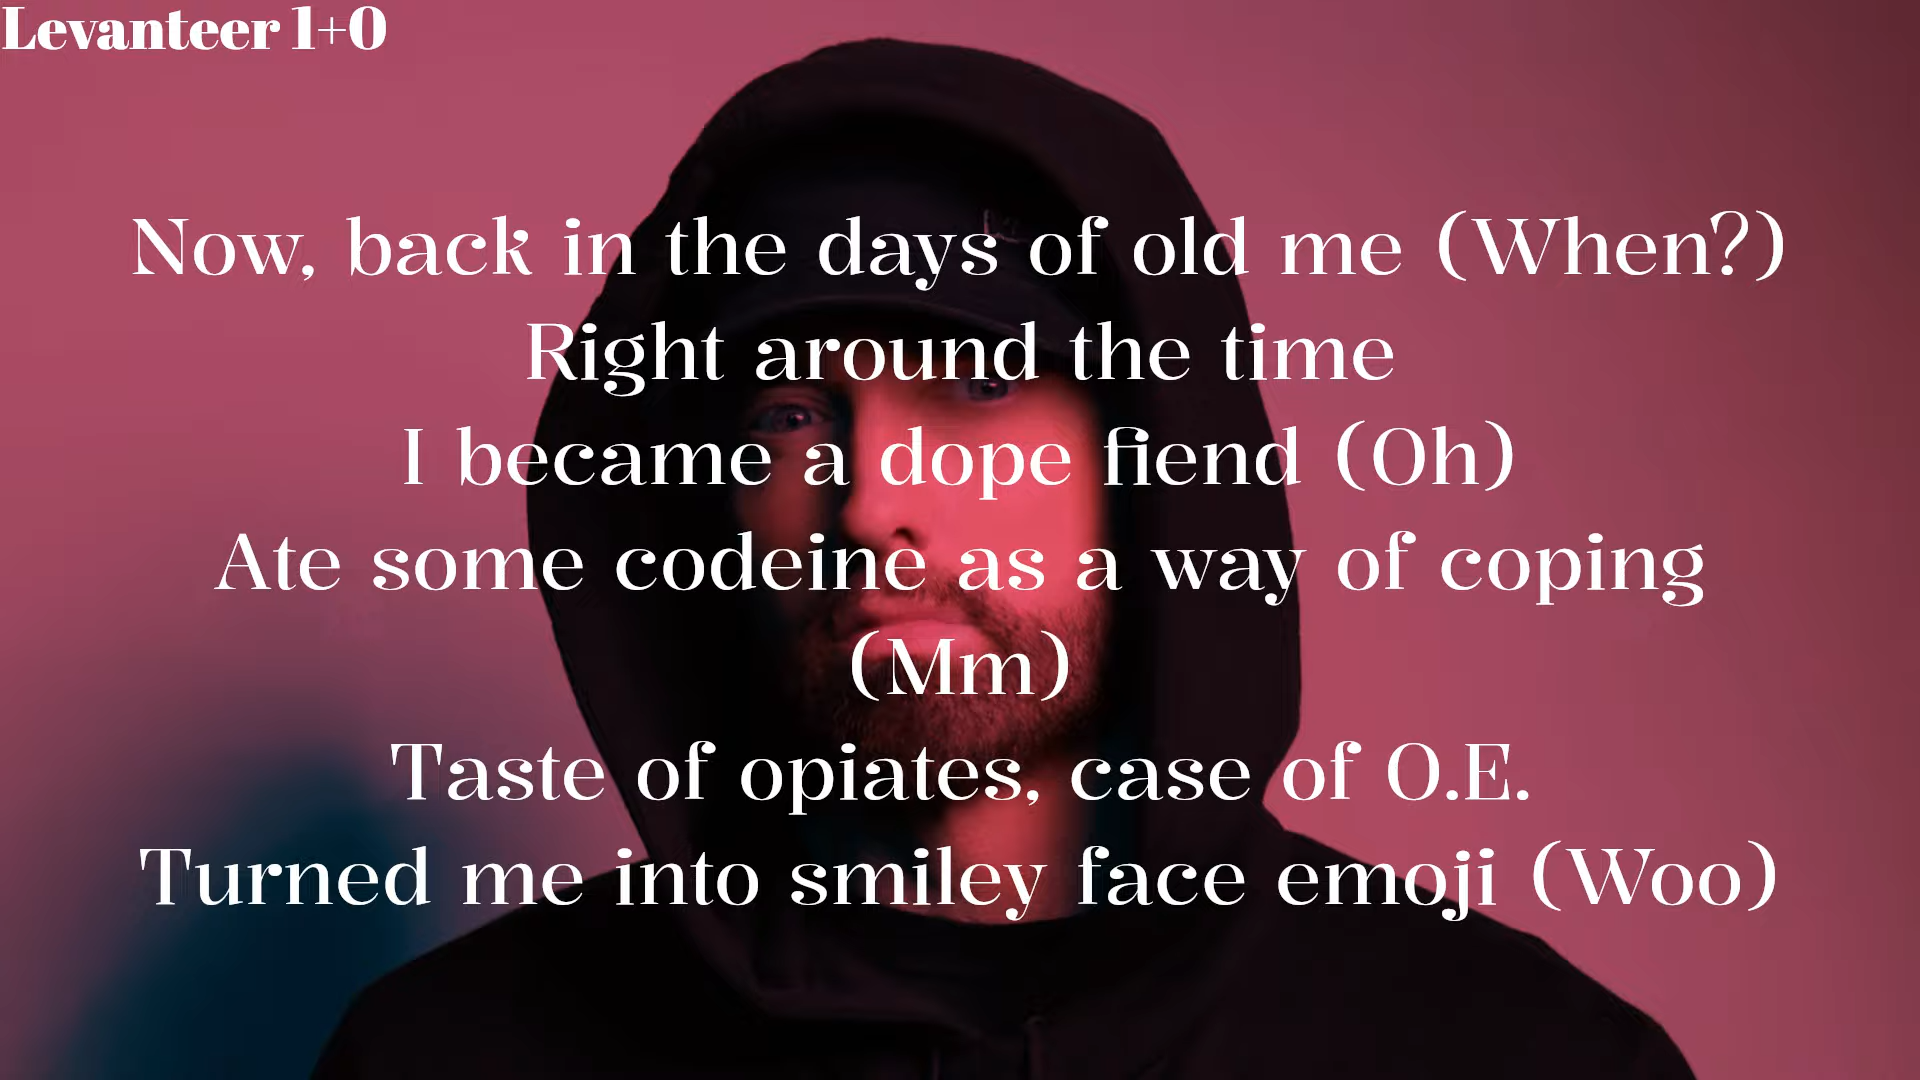 Levanteer 1+0
Now, back in the days of old me (When?)
Right around the time
I became a dope fiend (Oh)
Ate some codeine as a way of coping
(Mm)
Taste of opiates, case of O.E.
Turned me into smiley face emoji (Woo)